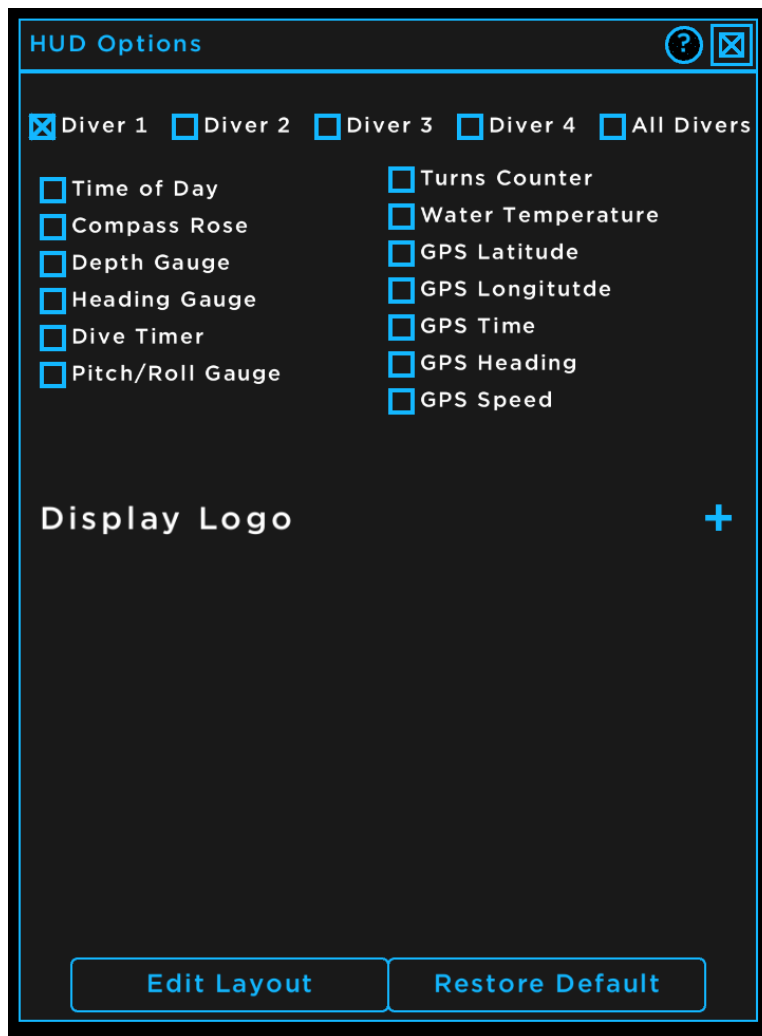 HUD Options ?
Diver 1 Diver 2 Diver 3 Diver 4 All Divers
Time of Day
Compass Rose
Depth Gauge
Heading Gauge
Dive Timer
Pitch/Roll Gauge
Turns Counter
Water Temperature
GPS Latitude
GPS Longitutde
GPS Time
GPS Heading
GPS Speed
Display Logo +
Edit Layout Restore Default